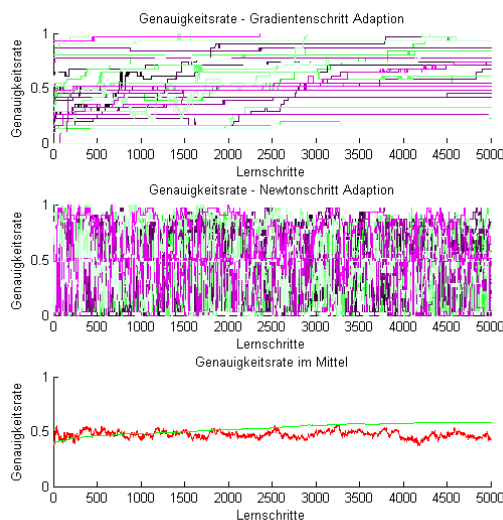 Genauigkeitsrate - Gradientenschritt Adaption
Genauigkeitsrate
1
0.5
0
0 500 1000 1500 2000 2500 3000 3500 4000 4500 5000
Lernschritte
Genauigkeitsrate - Newtonschritt Adaption
Genauigkeitsrate
1
0.5
0
0 500 1000 1500 2000 2500 3000 3500 4000 4500 5000
Lernschritte
Genauigkeitsrate im Mittel
Genauigkeitsrate
1
0.5
0
0 500 1000 1500 2000 2500 3000 3500 4000 4500 5000
Lernschritte